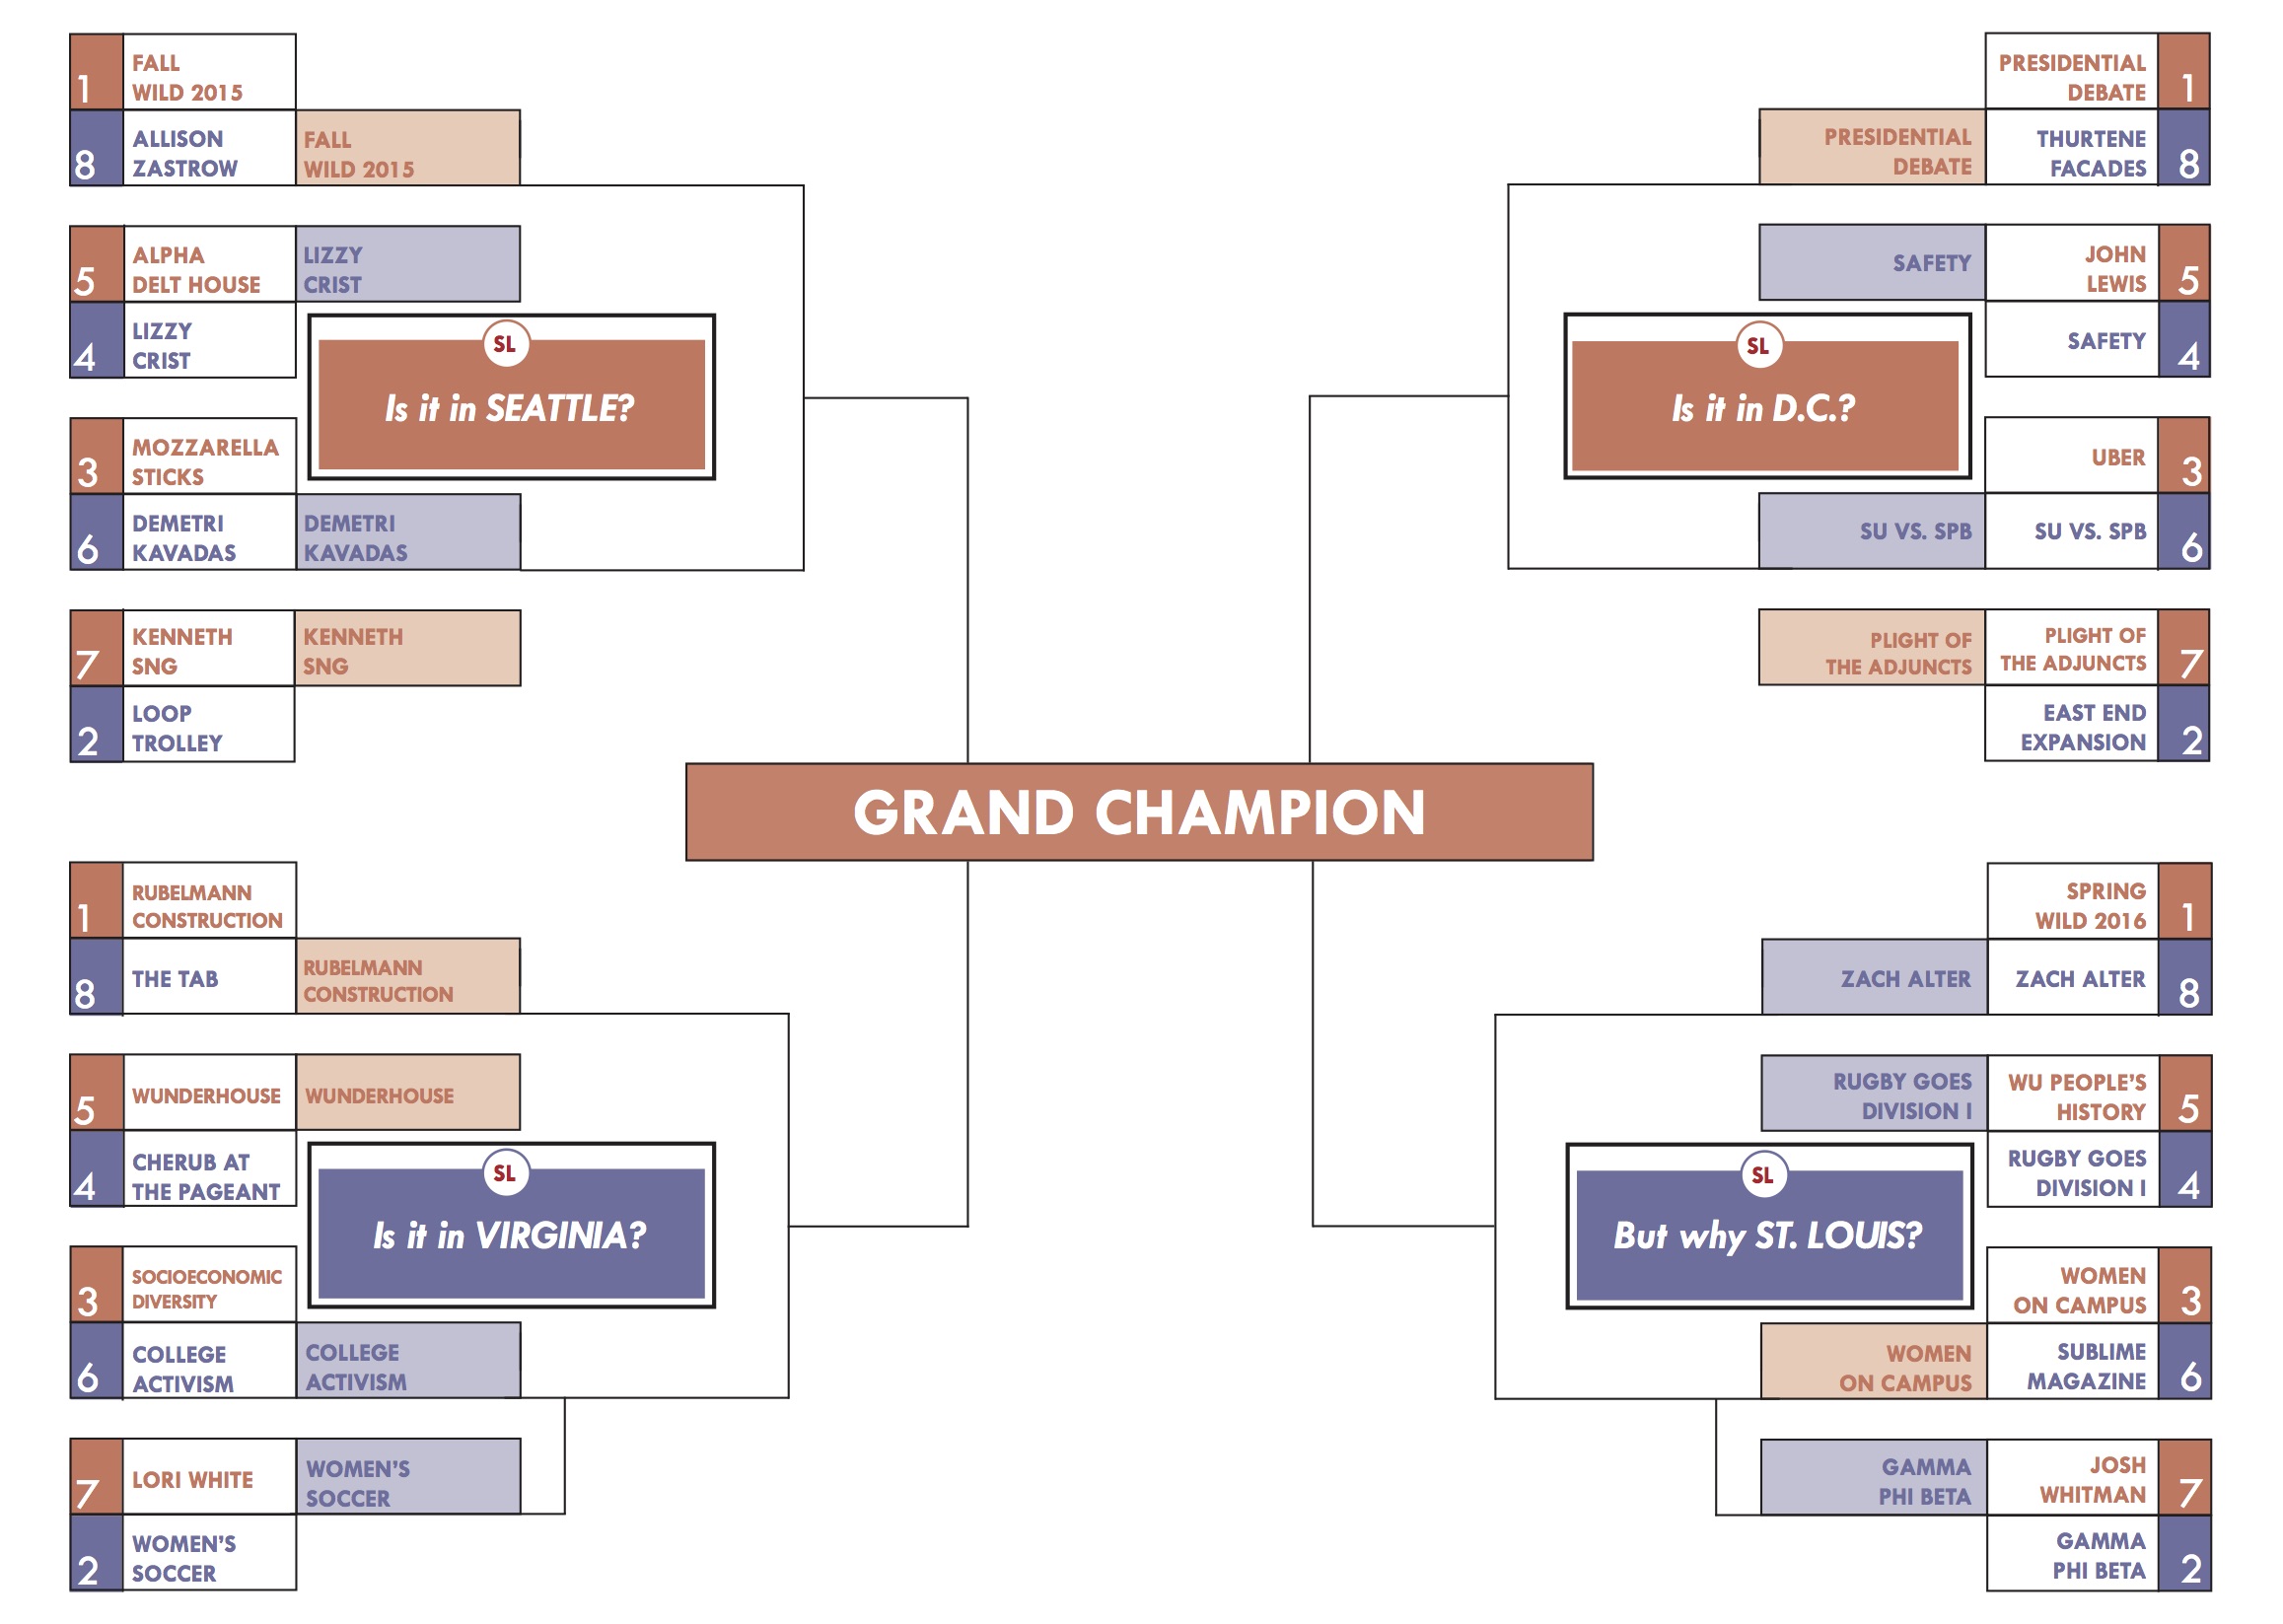 1
FALL
WILD 2015
8
ALLISON
ZASTROW
FALL
WILD 2015
5
ALPHA
DELT HOUSE
LIZZY
CRIST
4
LIZZY
CRIST
SL
Is it in SEATTLE?
3
MOZZARELLA
STICKS
6
DEMETRI
KAVADAS
DEMETRI
KAVADAS
7
KENNETH
SNG
KENNETH
SNG
2
LOOP
TROLLEY
PRESIDENTIAL
DEBATE
1
PRESIDENTIAL
DEBATE
THURTENE
FACADES
8
SAFETY
JOHN
LEWIS
5
SAFETY
4
SL
Is it in D.C.?
UBER
3
SU VS. SPB
SU VS. SPB
6
PLIGHT OF
THE ADJUNCTS
PLIGHT OF
THE ADJUNCTS
7
EAST END
EXPANSION
2
GRAND CHAMPION
1
RUBELMANN
CONSTRUCTION
8
THE TAB
RUBELMANN
CONSTRUCTION
5
WUNDERHOUSE
WUNDERHOUSE
4
CHERUB AT
THE PAGEANT
SL
Is it in VIRGINIA?
3
SOCIOECONOMIC
DIVERSITY
6
COLLEGE
ACTIVISM
COLLEGE
ACTIVISM
7
LORI WHITE
WOMEN'S
SOCCER
2
WOMEN'S
SOCCER
SPRING
WILD 2016
1
ZACH ALTER
ZACH ALTER
8
RUGBY GOES
DIVISION I
WU PEOPLE'S
HISTORY
5
RUGBY GOES
DIVISION I
4
SL
But why ST. LOUIS?
WOMEN
ON CAMPUS
3
WOMEN
ON CAMPUS
SUBLIME
MAGAZINE
6
GAMMA
PHI BETA
JOSH
WHITMAN
7
GAMMA
PHI BETA
2